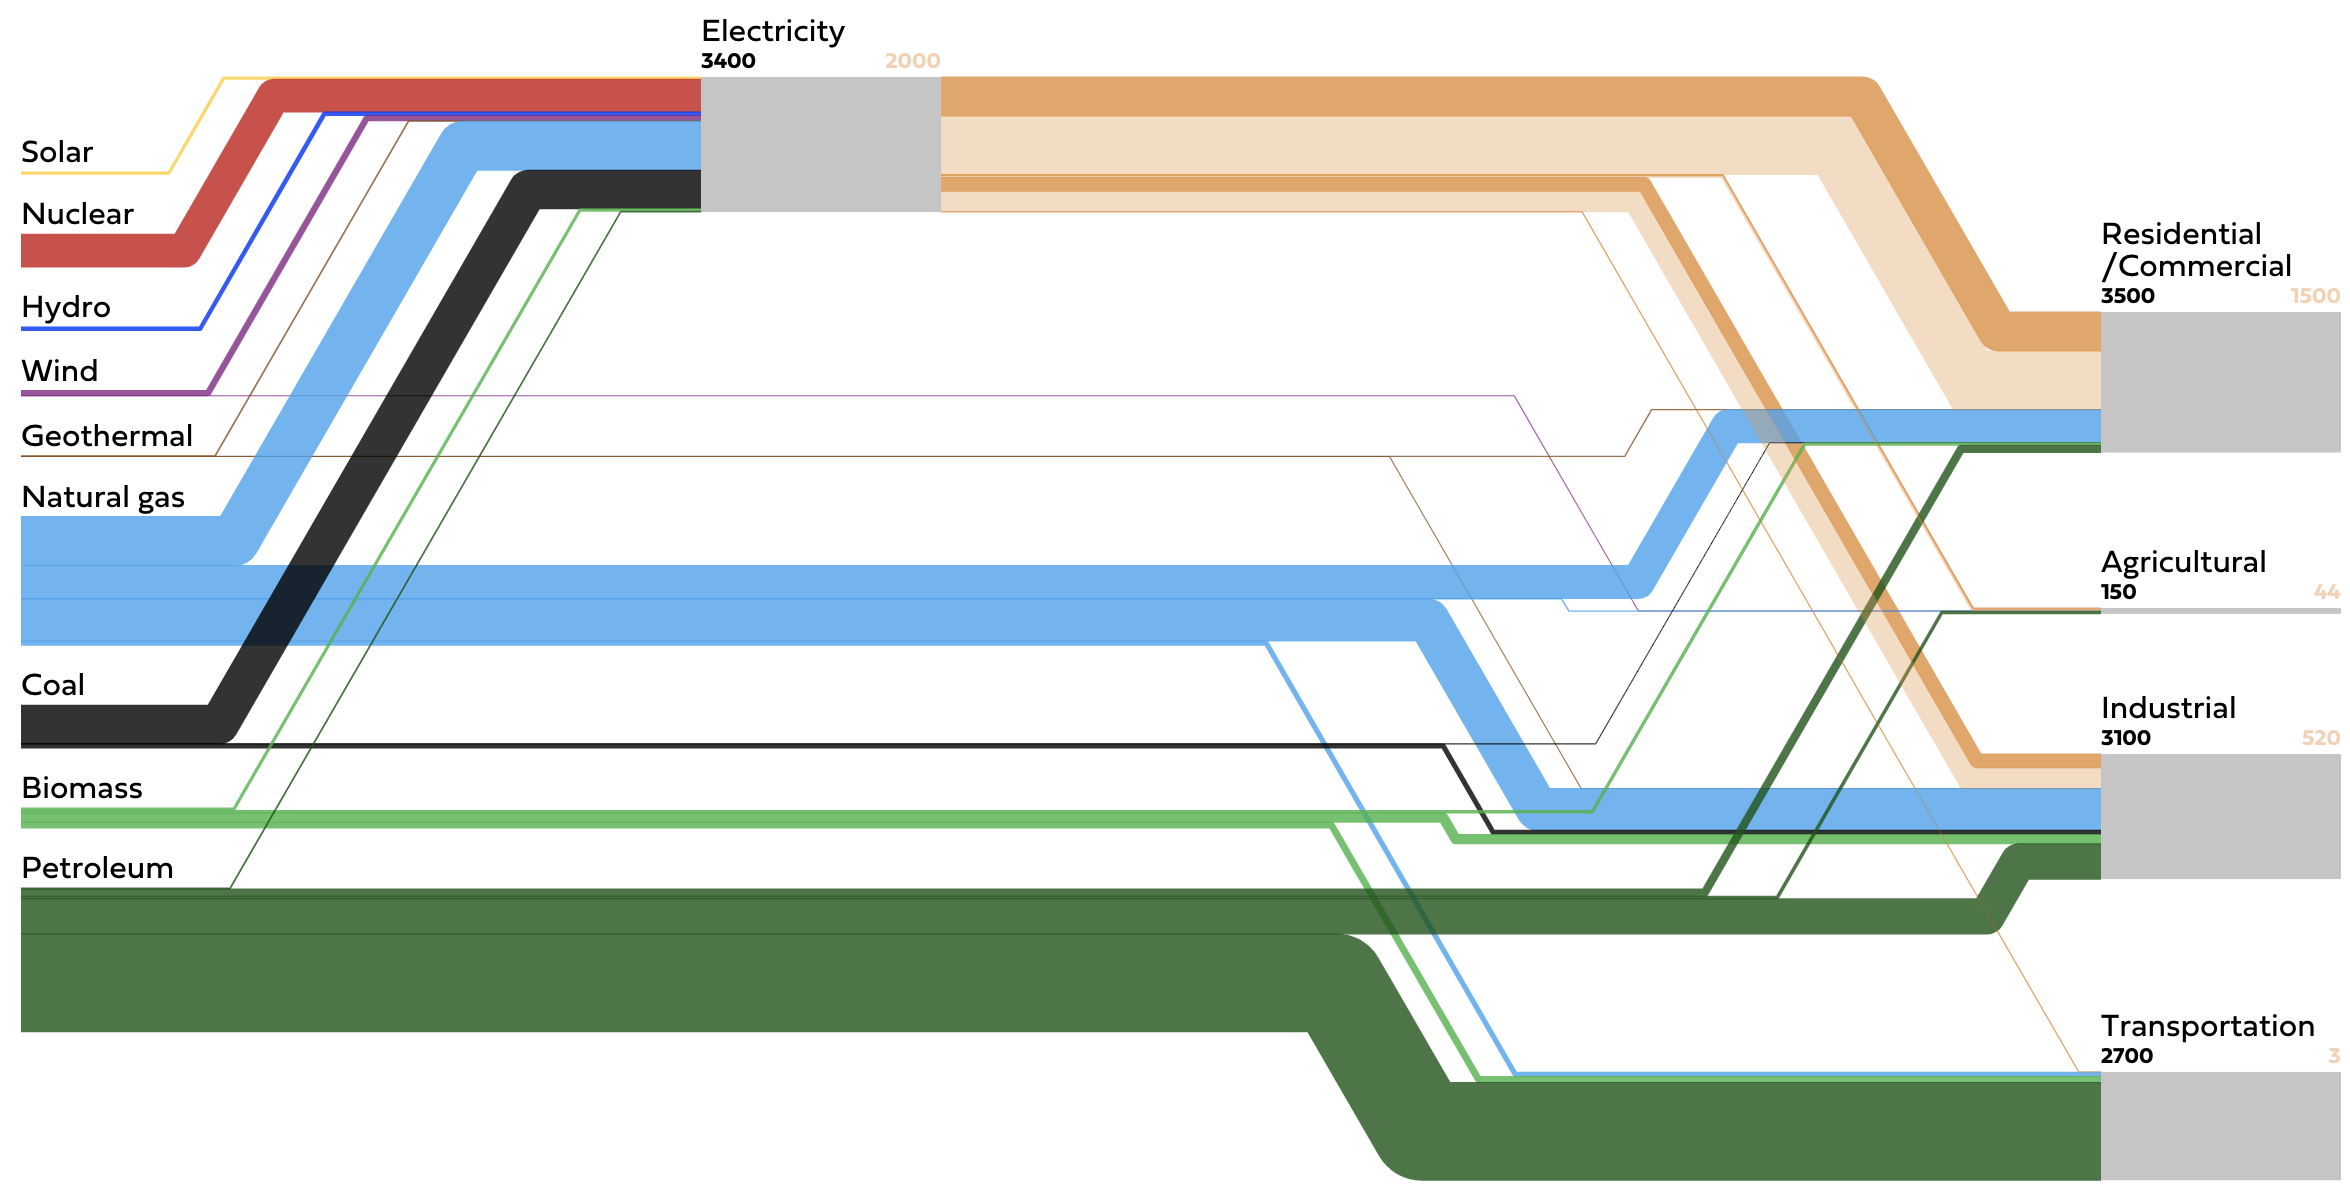 Electricity
3400 2000
Solar
Nuclear
Hydro
Wind
Geothermal
Natural gas
Coal
Biomass
Petroleum
Residential
/Commercial
3500 1500
Agricultural
150 44
Industrial
3100 520
Transportation
2700 3